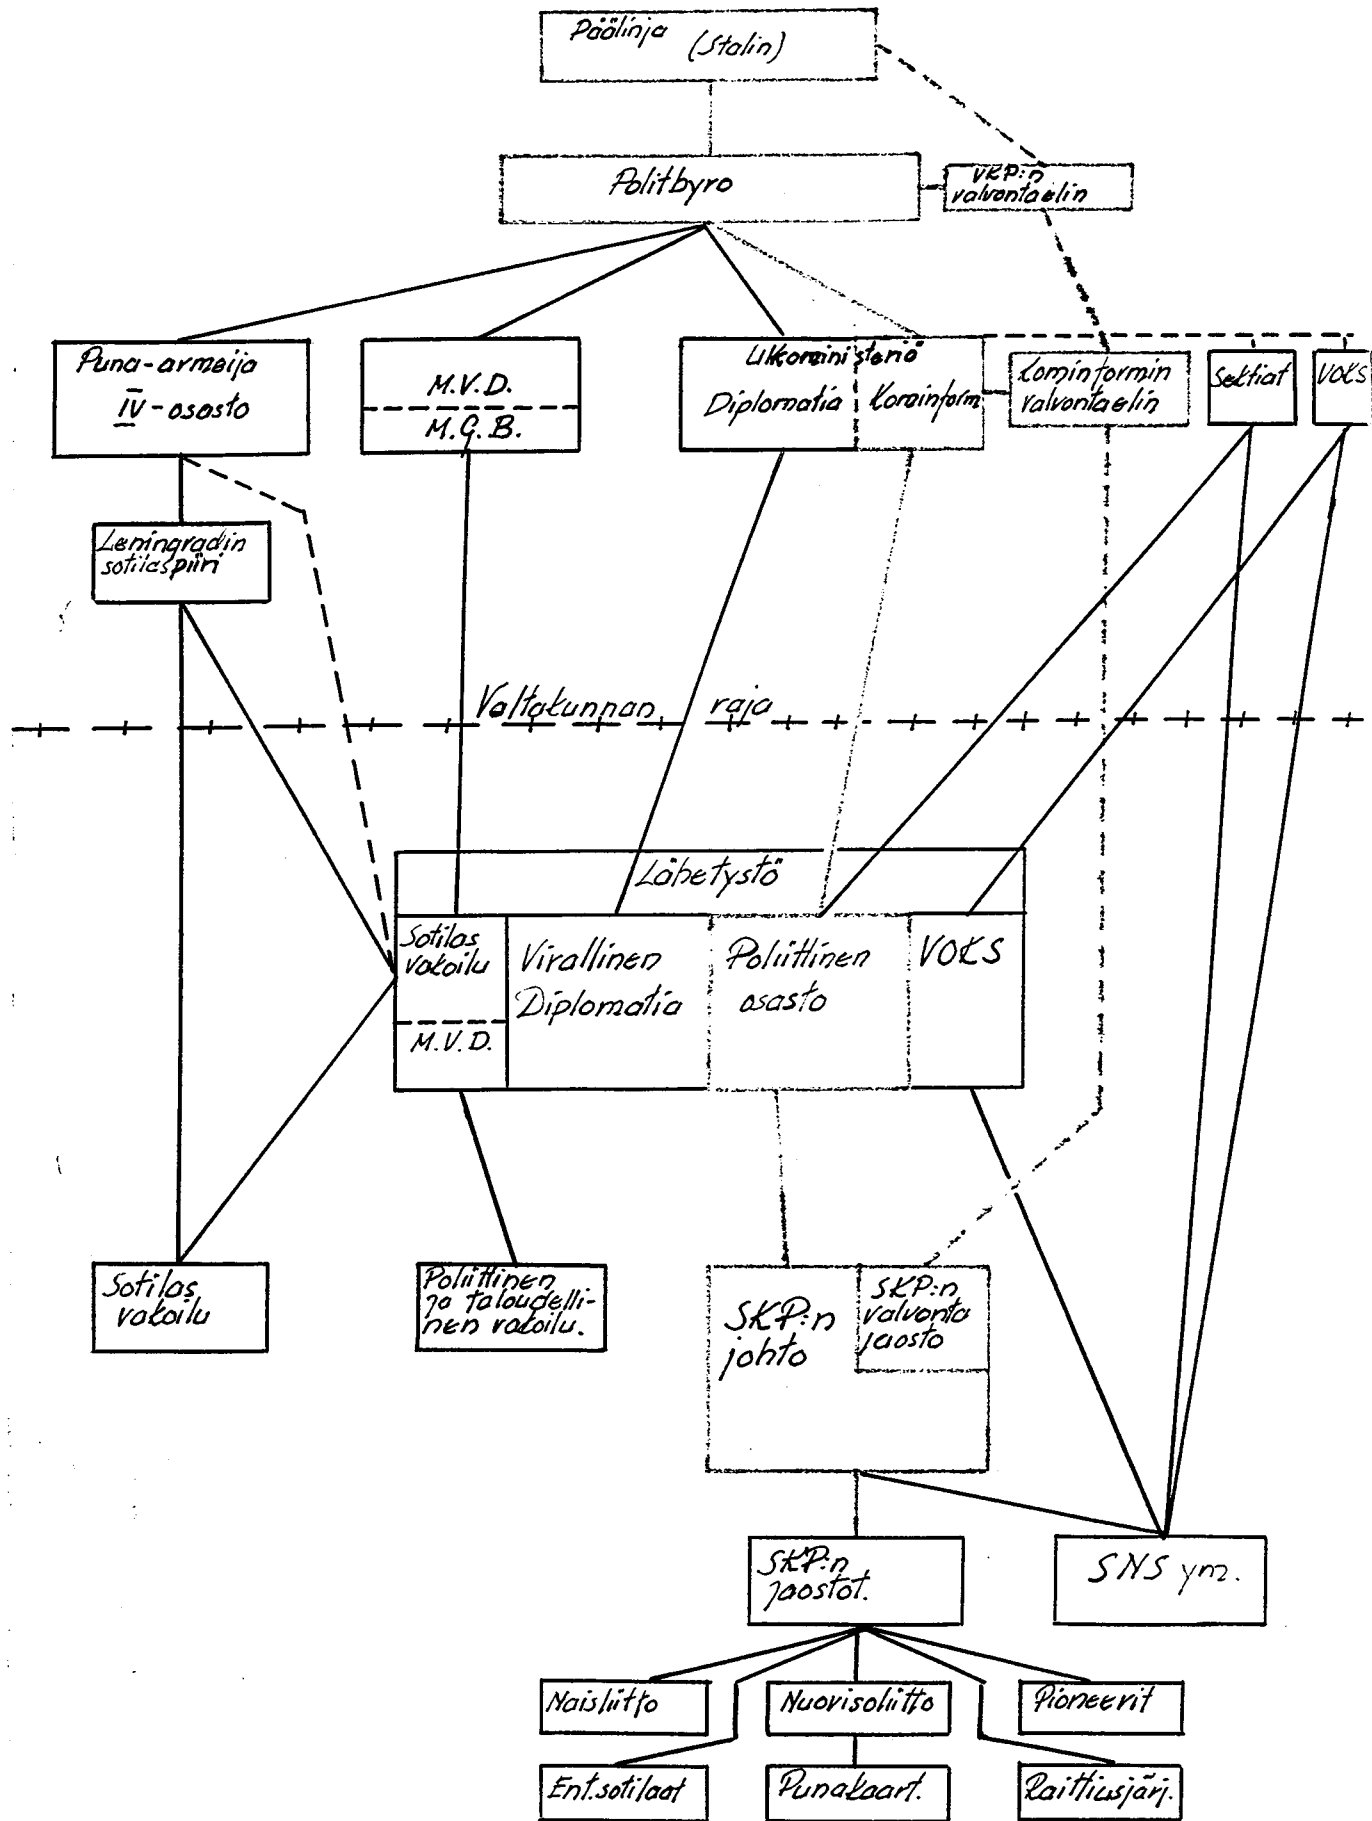 Päälinja (Stalin)
Politbyro
VKP:n
valvontaelin
Puna-armeija
IV-osasto
M.V.D.
M.G.B.
Ulkoministeriö
Diplomatia
Kominform
Kominformin
valvontaelin
Sektiat
VOKS
Leningradin
sotilaspiiri
Valtakunnan raja
Lähetystö
Sotilas
vakoilu
M.V.D.
Virallinen
Diplomatia
Poliittinen
osasto
VOKS
Sotilas
vakoilu
Poliittinen
ja taloudelli-
nen vakoilu.
SKP:n
johto
SKP:n
valvonta
jaosto
SKP:n
jaostot.
SNS ym.
Naisliitto
Nuorisoliitto
Pioneerit
Ent.sotilaat
Punakaart.
Raittiusjärj.